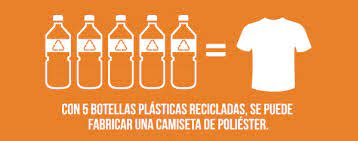 =
CON 5 BOTELLAS PLÁSTICAS RECICLADAS, SE PUEDE
FABRICAR UNA CAMISETA DE POLIÉSTER.